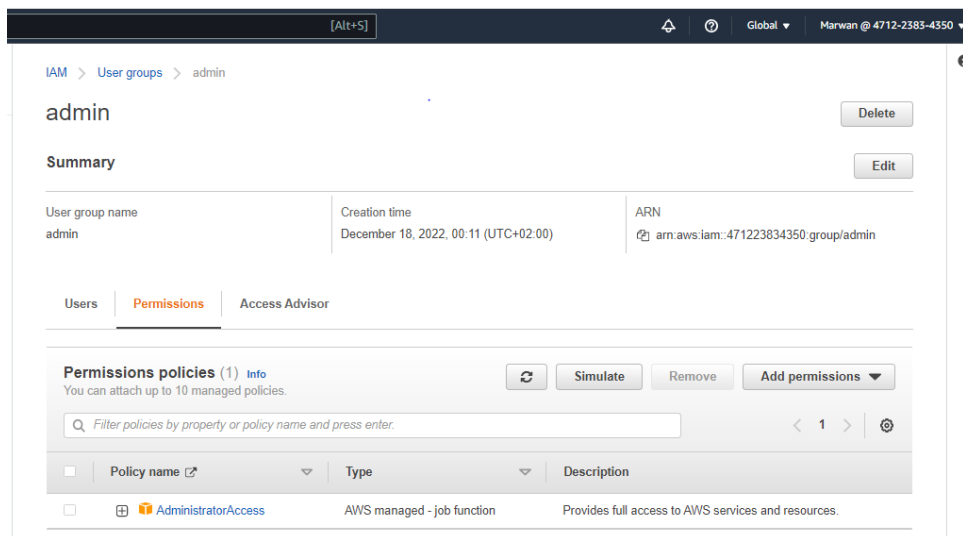 [Alt+S] Global Marwan @ 4712-2383-4350
IAM > User groups > admin
admin Delete
Summary Edit
User group name Creation time ARN
admin December 18, 2022, 00:11 (UTC+02:00) arn:aws:iam::471223834350:group/admin
Users Permissions Access Advisor
Permissions policies (1) Info Simulate Remove Add permissions
You can attach up to 10 managed policies.
Filter policies by property or policy name and press enter. < 1 >
Policy name Type Description
AdministratorAccess AWS managed - job function Provides full access to AWS services and resources.